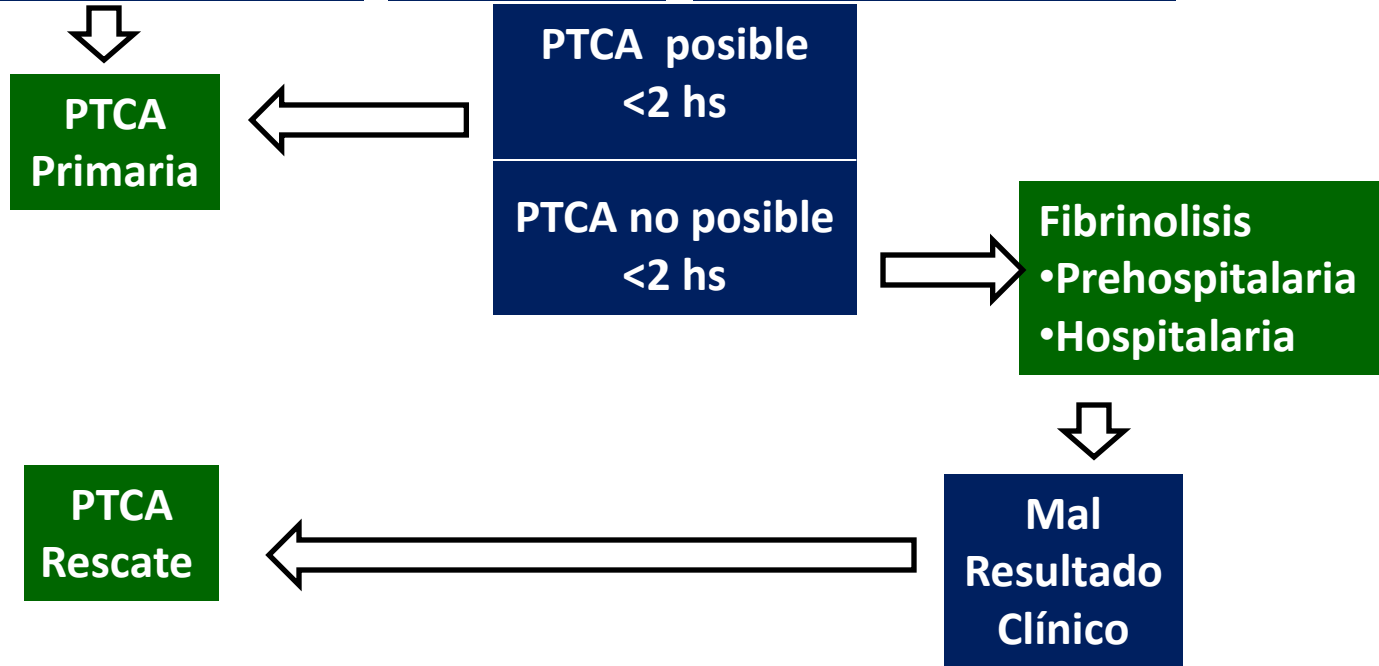 PTCA posible
<2 hs
PTCA
Primaria
PTCA no posible
<2 hs
Fibrinolisis
•Prehospitalaria
•Hospitalaria
PTCA
Rescate
Mal
Resultado
Clínico